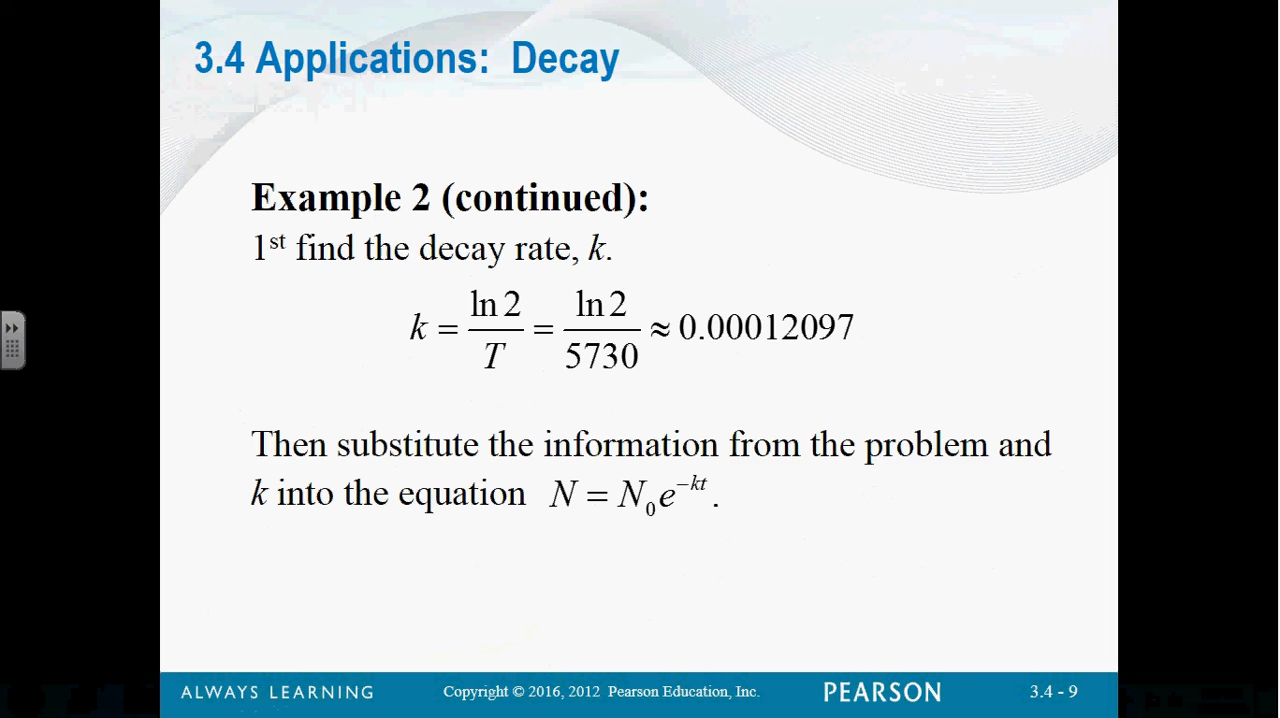 3.4 Applications: Decay
Example 2 (continued):
1st find the decay rate, k.
k = ln 2 / T = ln 2 / 5730 ≈ 0.00012097
Then substitute the information from the problem and
k into the equation N = N₀e^(−kt).
ALWAYS LEARNING Copyright © 2016, 2012 Pearson Education, Inc. PEARSON 3.4 - 9